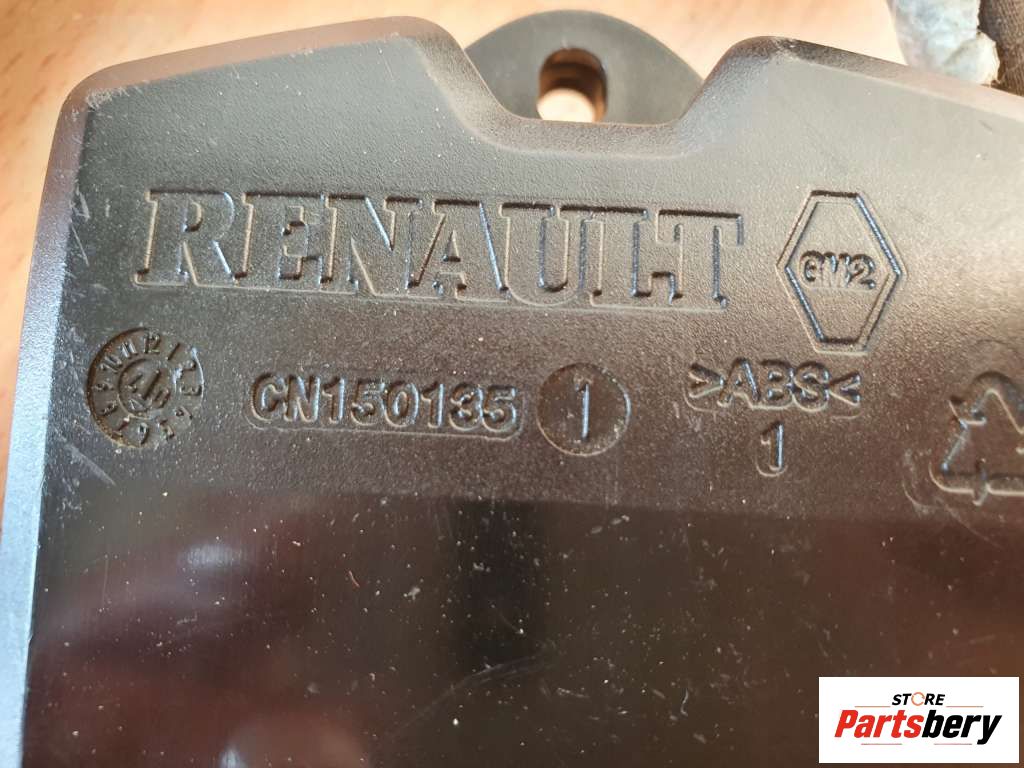 RENAULT
GM2
CN150135
1
>ABS<
1
STORE
Partsbery